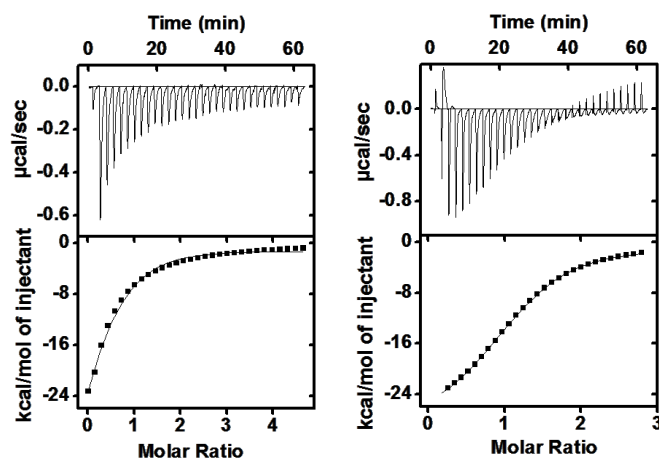 Time (min)
0 20 40 60
0.0
-0.2
-0.4
-0.6
µcal/sec
0
-8
-16
-24
kcal/mol of injectant
0 1 2 3 4
Molar Ratio
Time (min)
0 10 20 30 40 50 60
0.0
-0.4
-0.8
µcal/sec
0
-8
-16
-24
kcal/mol of injectant
0 1 2 3
Molar Ratio